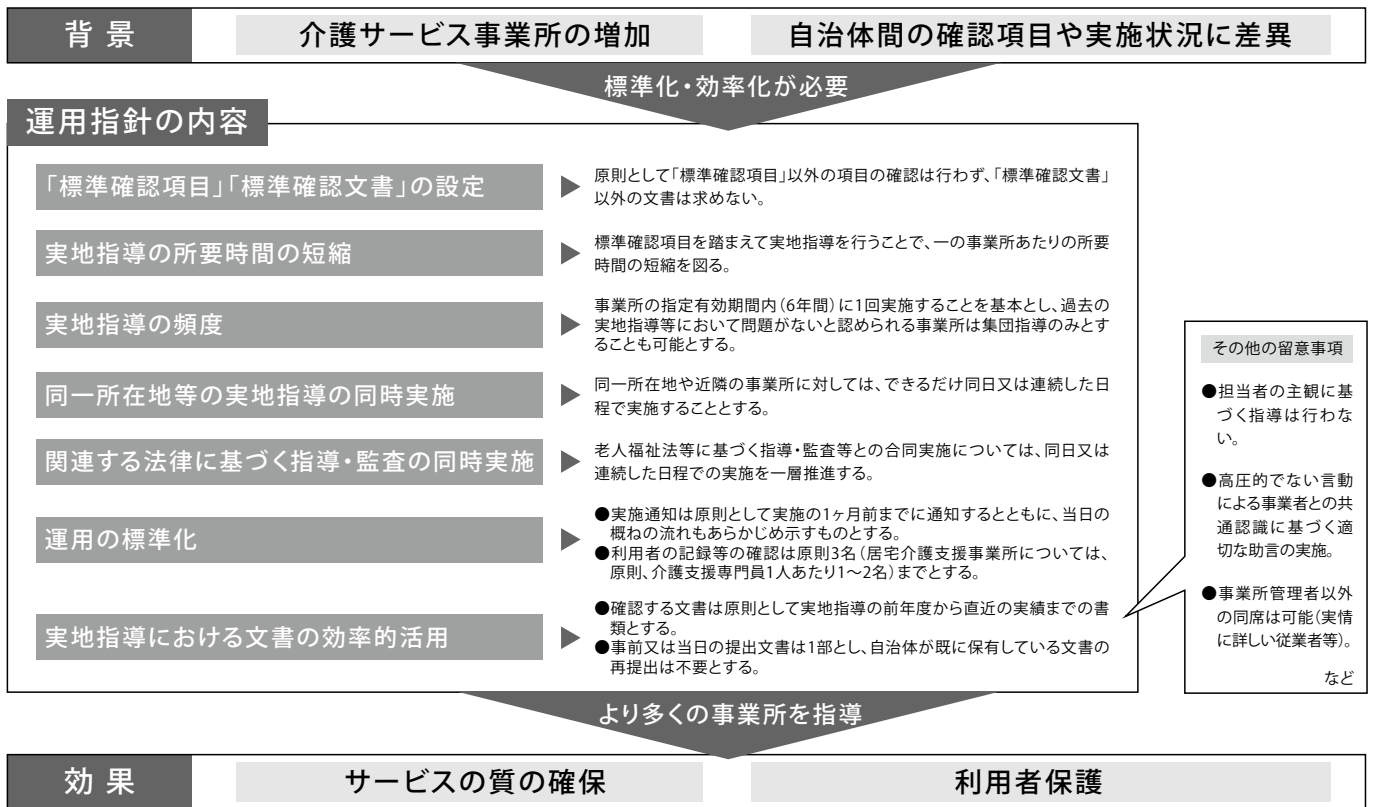 背景
介護サービス事業所の増加
自治体間の確認項目や実施状況に差異
標準化・効率化が必要
運用指針の内容
「標準確認項目」「標準確認文書」の設定
▶
原則として「標準確認項目」以外の項目の確認は行わず、「標準確認文書」
以外の文書は求めない。
実地指導の所要時間の短縮
▶
標準確認項目を踏まえて実地指導を行うことで、一の事業所あたりの所要
時間の短縮を図る。
実地指導の頻度
▶
事業所の指定有効期間内(6年間)に1回実施することを基本とし、過去の
実地指導等において問題がないと認められる事業所は集団指導のみとす
ることも可能とする。
同一所在地等の実地指導の同時実施
▶
同一所在地や近隣の事業所に対しては、できるだけ同日又は連続した日
程で実施することとする。
関連する法律に基づく指導・監査の同時実施
▶
老人福祉法等に基づく指導・監査等との合同実施については、同日又は
連続した日程での実施を一層推進する。
運用の標準化
▶
●実施通知は原則として実施の1ヶ月前までに通知するとともに、当日の
概ねの流れもあらかじめ示すものとする。
●利用者の記録等の確認は原則3名(居宅介護支援事業所については、
原則、介護支援専門員1人あたり1〜2名)までとする。
実地指導における文書の効率的活用
▶
●確認する文書は原則として実地指導の前年度から直近の実績までの書
類とする。
●事前又は当日の提出文書は1部とし、自治体が既に保有している文書の
再提出は不要とする。
その他の留意事項
●担当者の主観に基
づく指導は行わな
い。
●高圧的でない言動
による事業者との共
通認識に基づく適
切な助言の実施。
●事業所管理者以外
の同席は可能(実情
に詳しい従業者等)。
など
より多くの事業所を指導
効果
サービスの質の確保
利用者保護